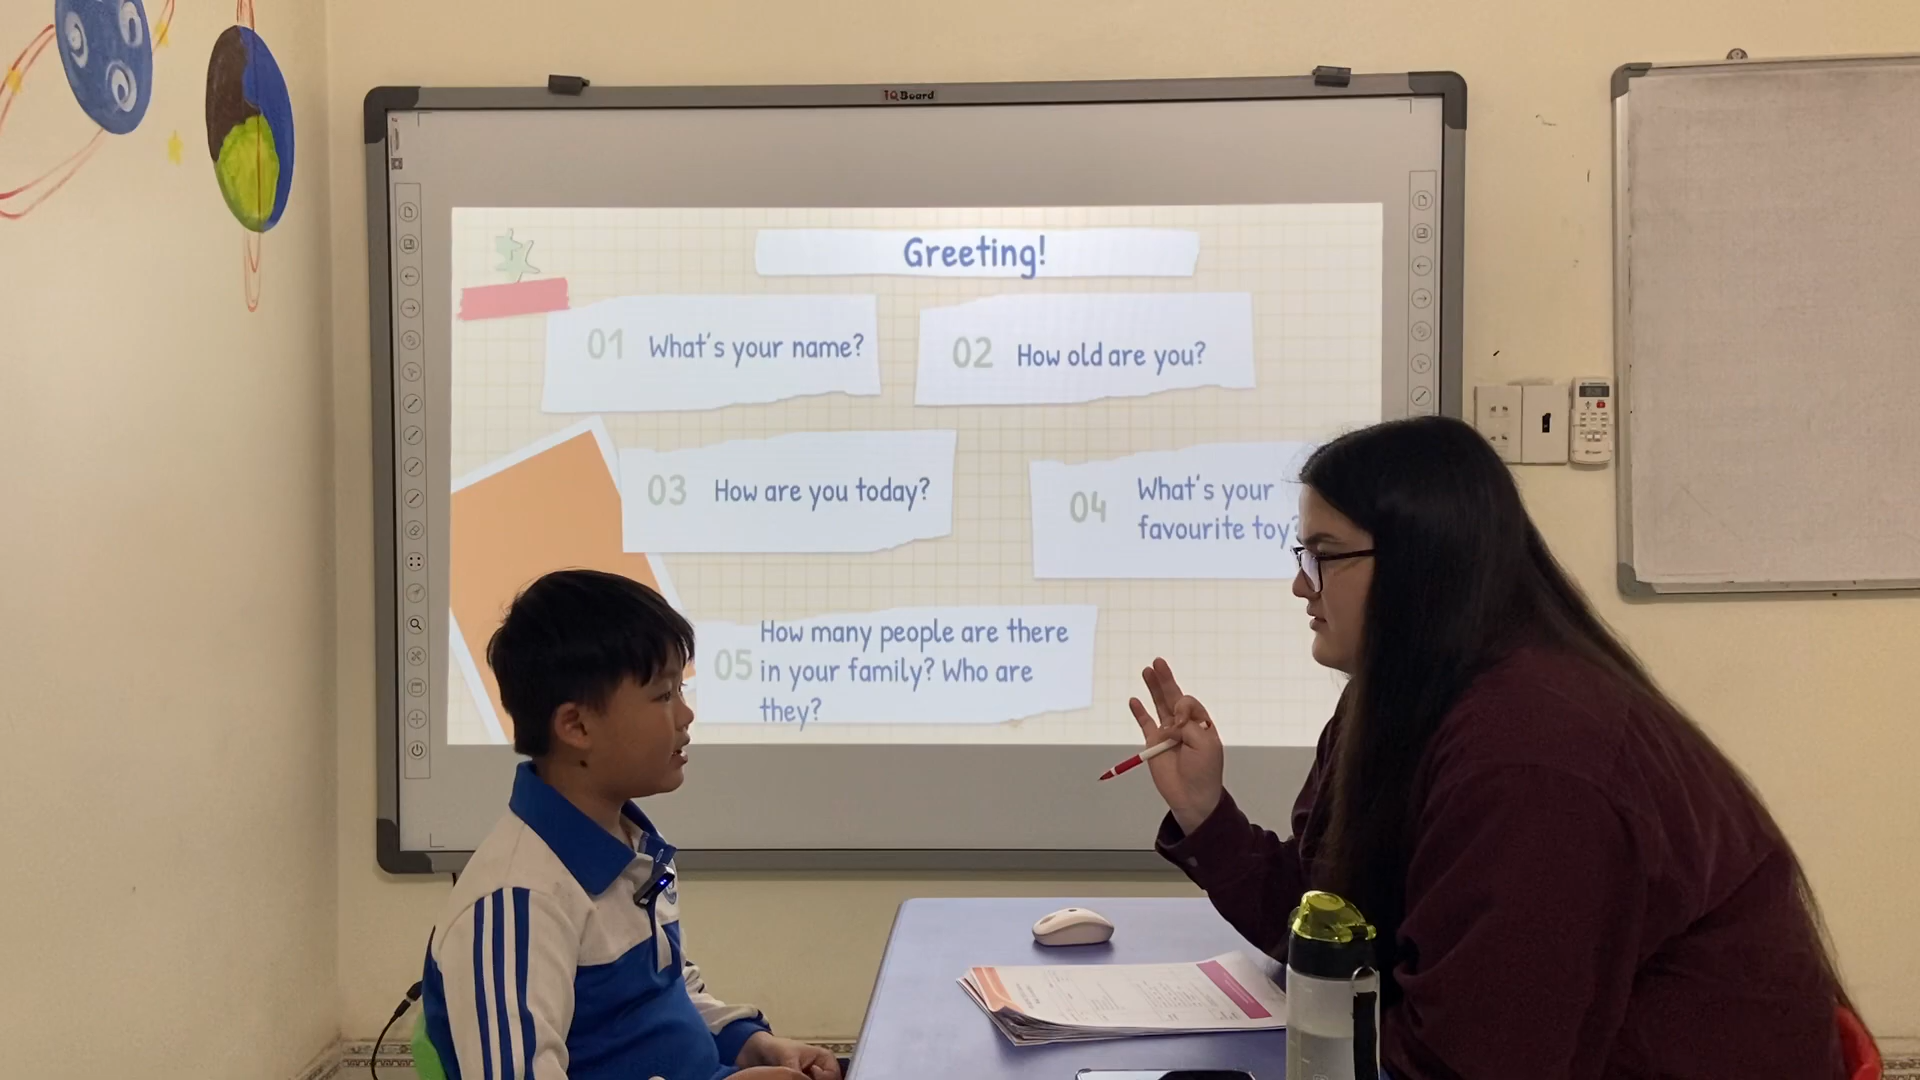 iQBoard
Greeting!
01 What's your name?
02 How old are you?
03 How are you today?
04 What's your
favourite toy?
05 How many people are there
in your family? Who are
they?